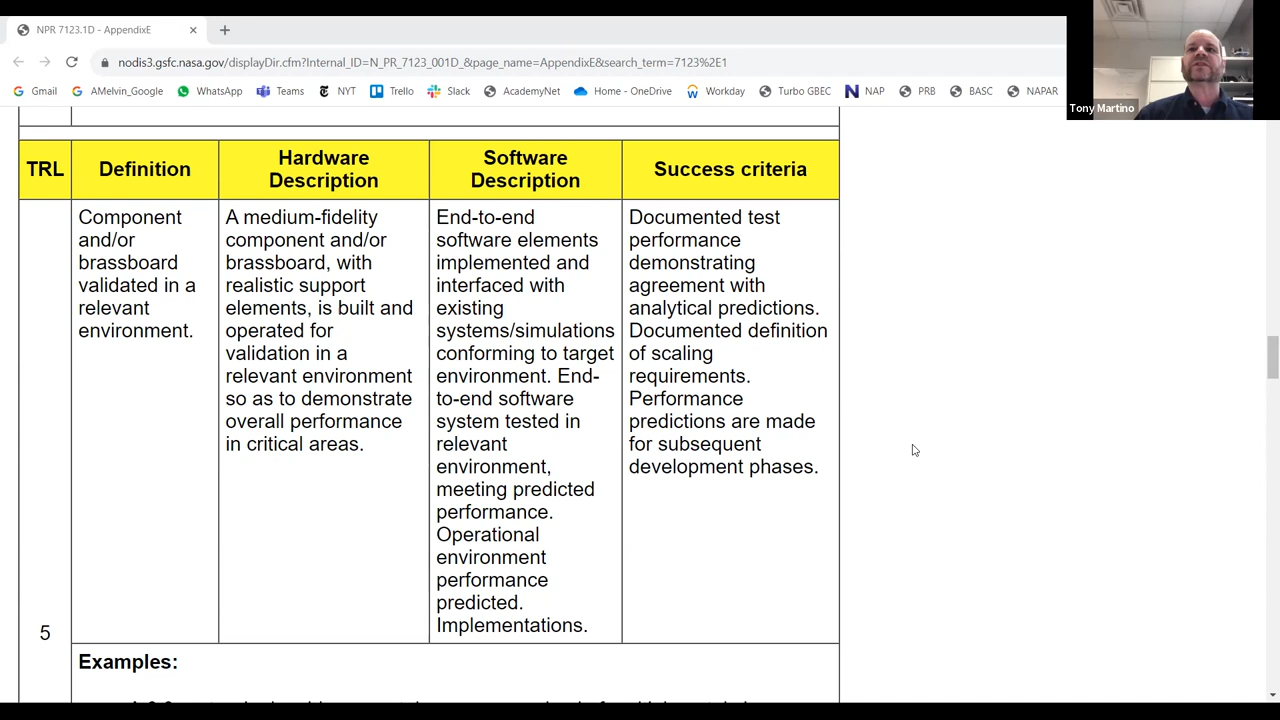 NPR 7123.1D - AppendixE
nodis3.gsfc.nasa.gov/displayDir.cfm?Internal_ID=N_PR_7123_001D_&page_name=AppendixE&search_term=7123%2E1
Gmail AMelvin_Google WhatsApp Teams NYT Trello Slack AcademyNet Home - OneDrive Workday Turbo GBEC NAP PRB BASC NAPAR
Tony Martino
TRL
Definition
Hardware
Description
Software
Description
Success criteria
5
Component
and/or
brassboard
validated in a
relevant
environment.
A medium-fidelity
component and/or
brassboard, with
realistic support
elements, is built and
operated for
validation in a
relevant environment
so as to demonstrate
overall performance
in critical areas.
End-to-end
software elements
implemented and
interfaced with
existing
systems/simulations
conforming to target
environment. End-
to-end software
system tested in
relevant
environment,
meeting predicted
performance.
Operational
environment
performance
predicted.
Implementations.
Documented test
performance
demonstrating
agreement with
analytical predictions.
Documented definition
of scaling
requirements.
Performance
predictions are made
for subsequent
development phases.
Examples: